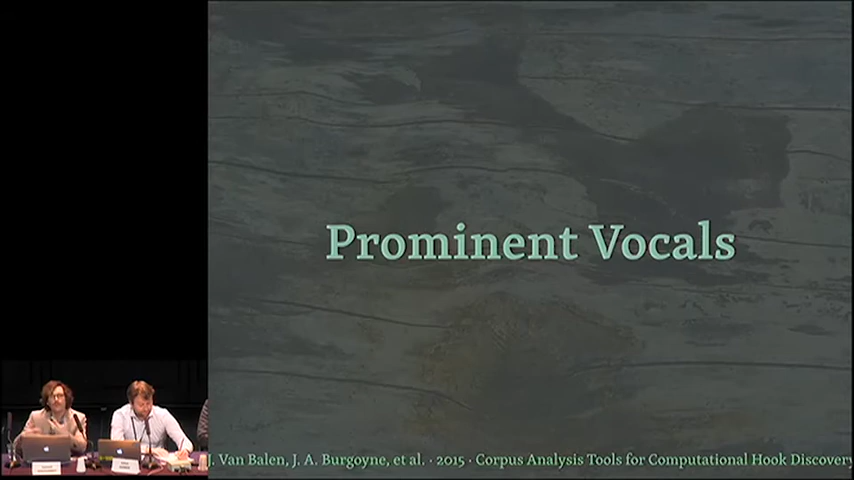 Prominent Vocals
J. Van Balen, J. A. Burgoyne, et al. · 2015 · Corpus Analysis Tools for Computational Hook Discovery